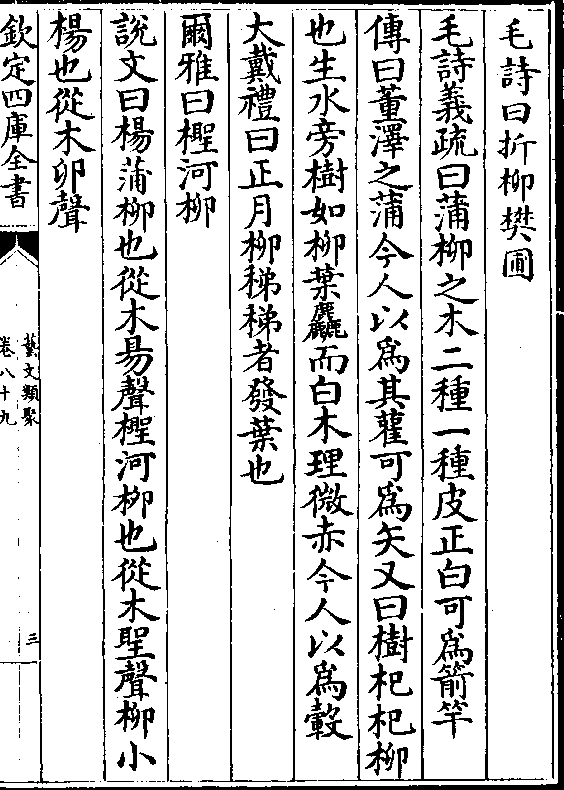 毛詩曰折柳樊圃
毛詩義疏曰蒲柳之木二種一種皮正白可為箭竿
傳曰董澤之蒲今人以為其雚可為矢又曰樹杞杞柳
也生水旁樹如柳葉麤而白木理微赤今人以為轂
大戴禮曰正月柳稊稊者發葉也
爾雅曰檉河柳
說文曰楊蒲柳也從木昜聲檉河柳也從木聖聲柳小
楊也從木卯聲
欽定四庫全書
藝文類聚
卷八十九
三